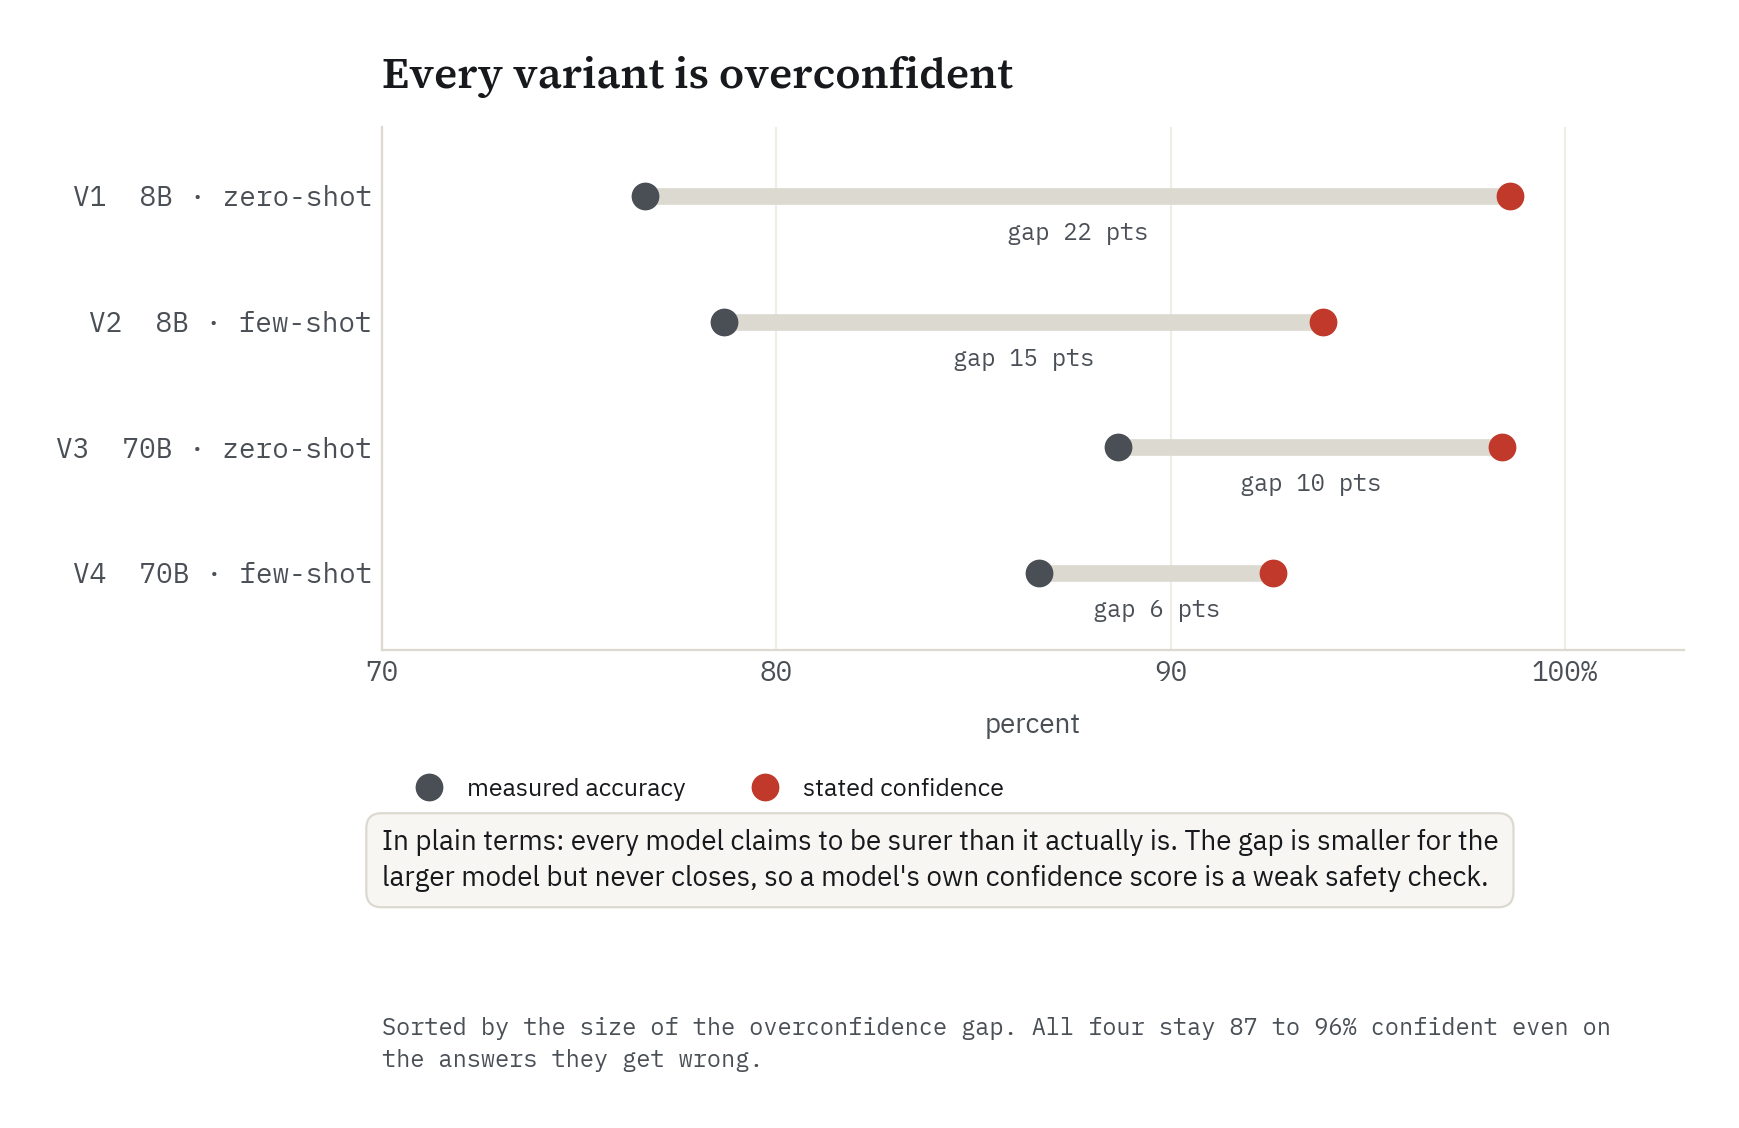 Every variant is overconfident
V1  8B · zero-shot
gap 22 pts
V2  8B · few-shot
gap 15 pts
V3  70B · zero-shot
gap 10 pts
V4  70B · few-shot
gap 6 pts
70 80 90 100%
percent
measured accuracy stated confidence
In plain terms: every model claims to be surer than it actually is. The gap is smaller for the
larger model but never closes, so a model's own confidence score is a weak safety check.
Sorted by the size of the overconfidence gap. All four stay 87 to 96% confident even on
the answers they get wrong.